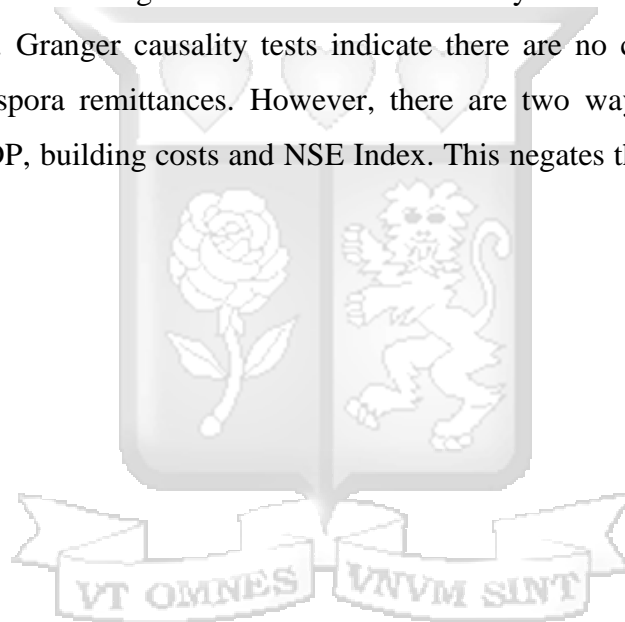 Granger causality tests indicate there are no
spora remittances. However, there are two
building costs and NSE Index. This negates
VT OMNES VNVM SINT